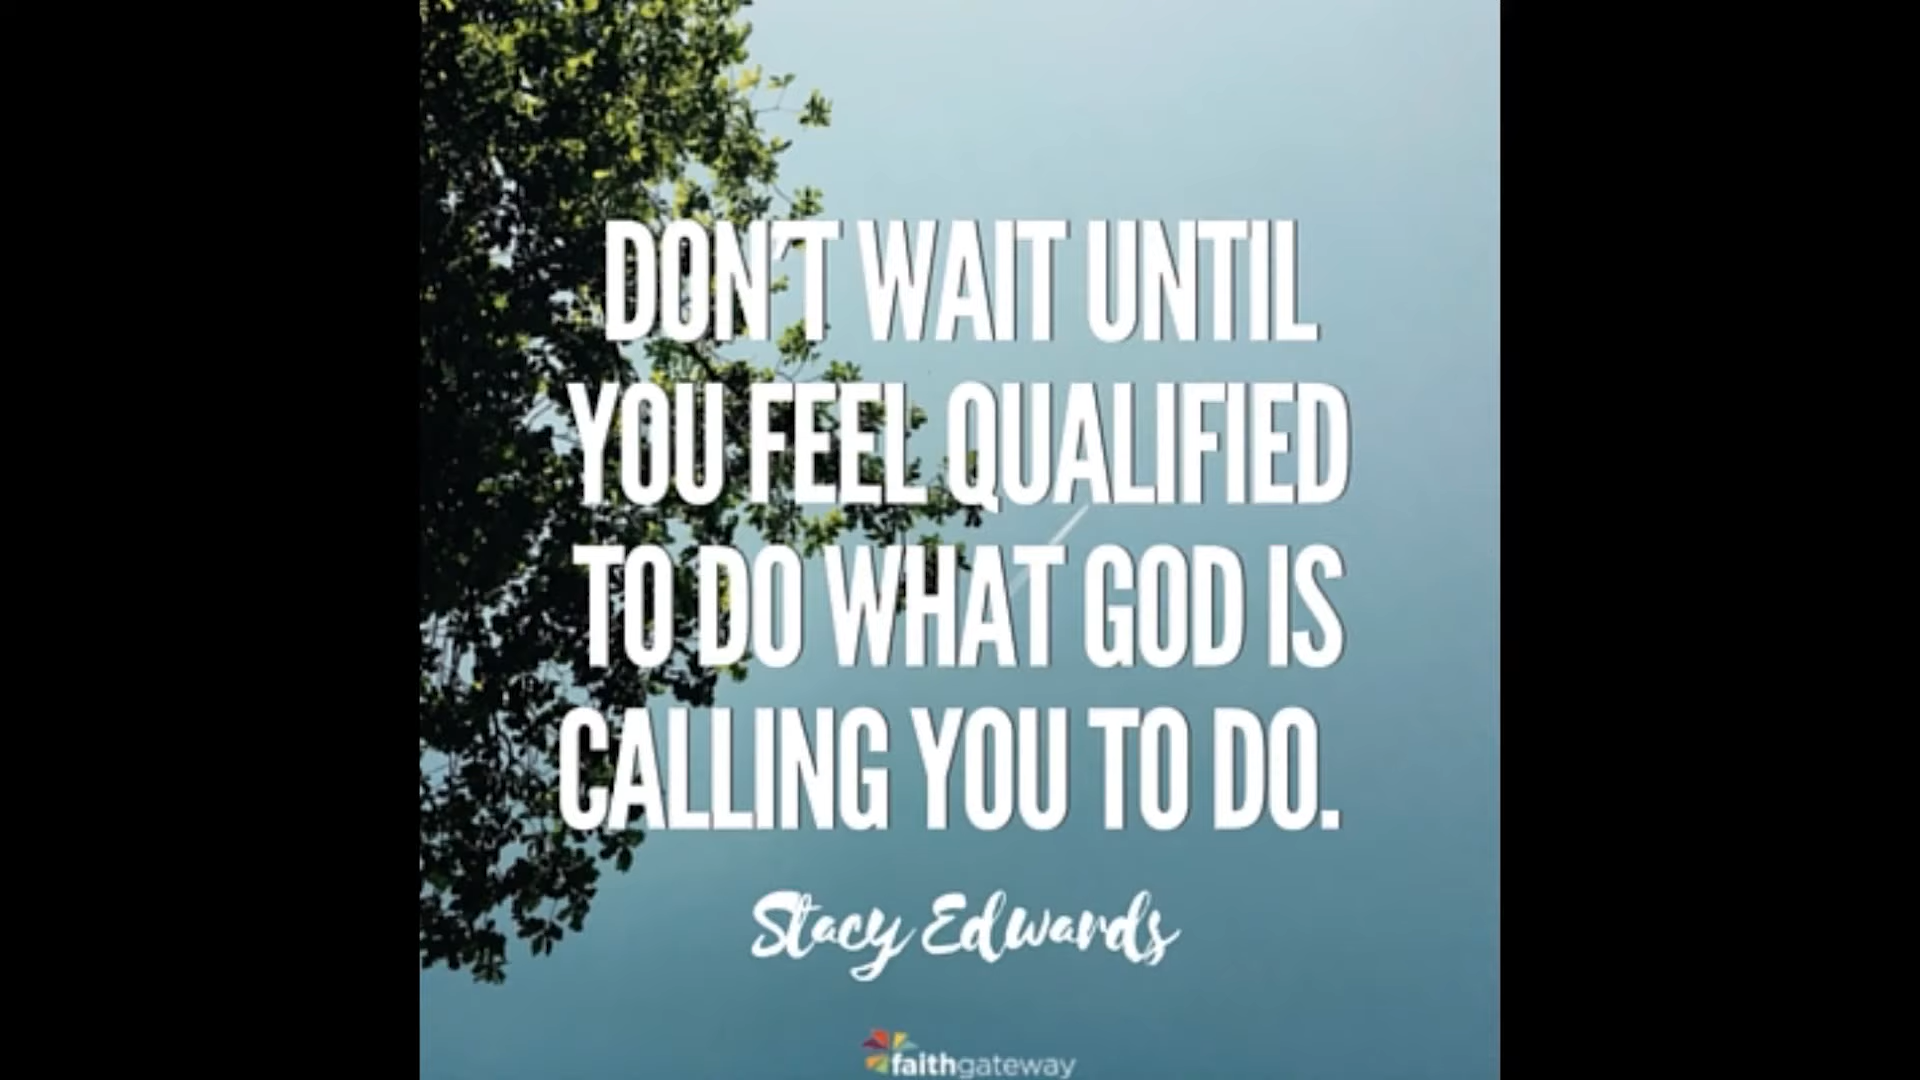 DON'T WAIT UNTIL
YOU FEEL QUALIFIED
TO DO WHAT GOD IS
CALLING YOU TO DO.
Stacy Edwards
faithgateway